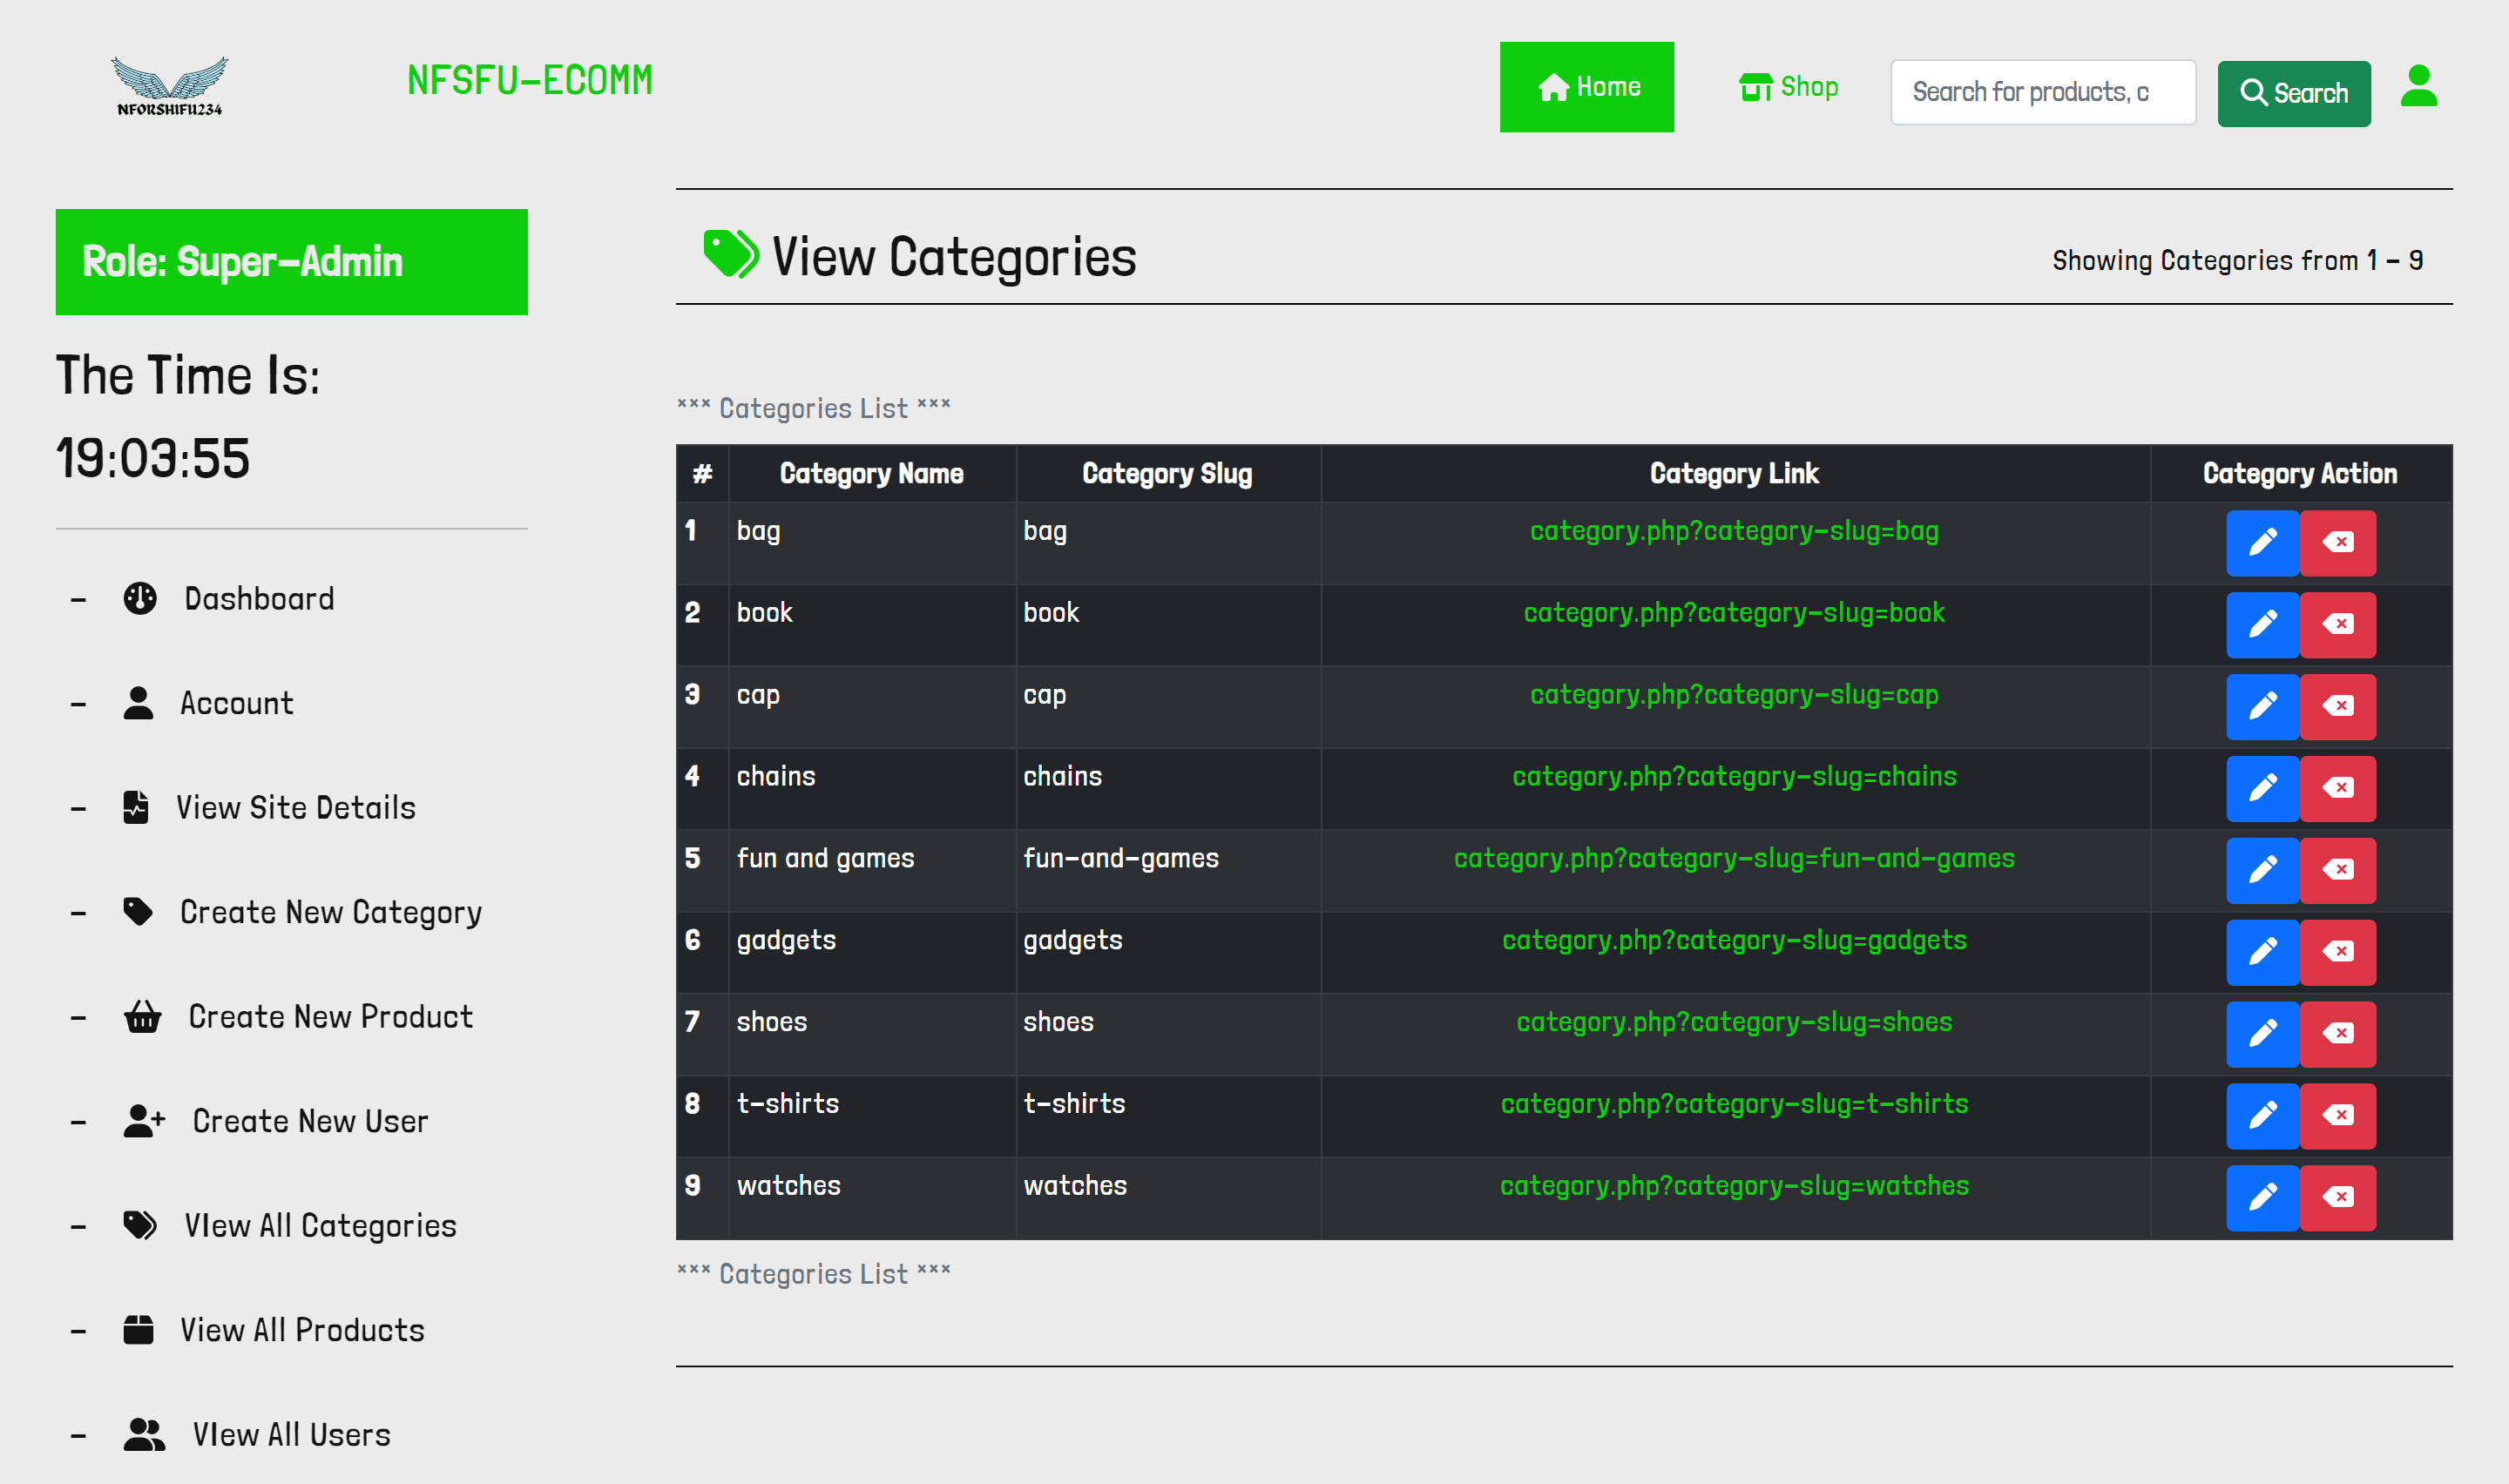 NFORSHIFU234
NFSFU-ECOMM
Home
Shop
Search for products, c
Search
Role: Super-Admin
The Time Is:
19:03:55
- Dashboard
- Account
- View Site Details
- Create New Category
- Create New Product
- Create New User
- VIew All Categories
- View All Products
- VIew All Users
View Categories
Showing Categories from 1 - 9
*** Categories List ***
# Category Name Category Slug Category Link Category Action
1 bag bag category.php?category-slug=bag
2 book book category.php?category-slug=book
3 cap cap category.php?category-slug=cap
4 chains chains category.php?category-slug=chains
5 fun and games fun-and-games category.php?category-slug=fun-and-games
6 gadgets gadgets category.php?category-slug=gadgets
7 shoes shoes category.php?category-slug=shoes
8 t-shirts t-shirts category.php?category-slug=t-shirts
9 watches watches category.php?category-slug=watches
*** Categories List ***